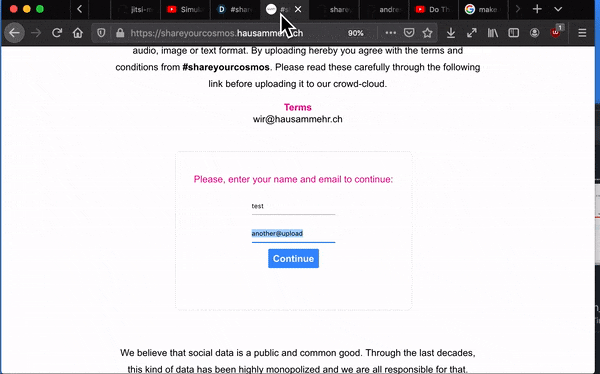 jitsi-m
Simula
#shar
#s
share
andre
Do Th
make
https://shareyourcosmos.hausammehr.ch
90%
audio, image or text format. By uploading hereby you agree with the terms and
conditions from #shareyourcosmos. Please read these carefully through the following
link before uploading it to our crowd-cloud.
Terms
wir@hausammehr.ch
Please, enter your name and email to continue:
test
another@upload
Continue
We believe that social data is a public and common good. Through the last decades,
this kind of data has been highly monopolized and we are all responsible for that.